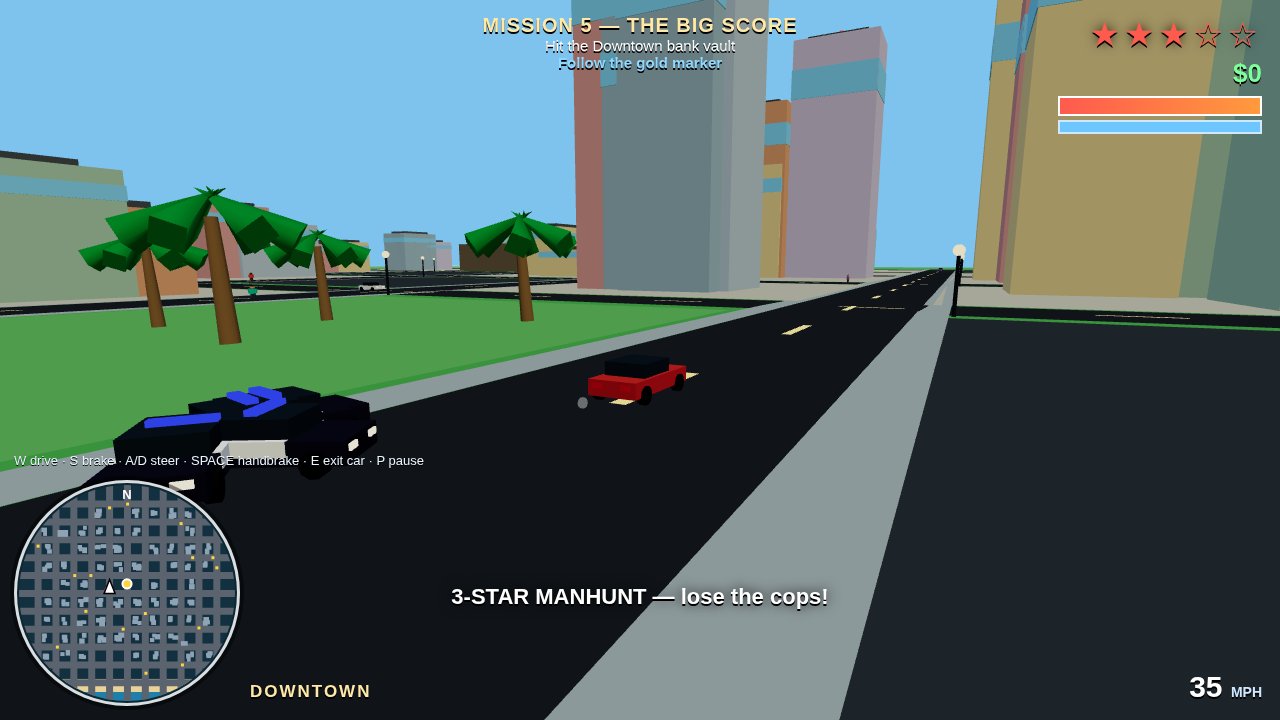 MISSION 5 — THE BIG SCORE
Hit the Downtown bank vault
Follow the gold marker
★★★☆☆
$0
W drive · S brake · A/D steer · SPACE handbrake · E exit car · P pause
N
3-STAR MANHUNT — lose the cops!
DOWNTOWN
35 MPH